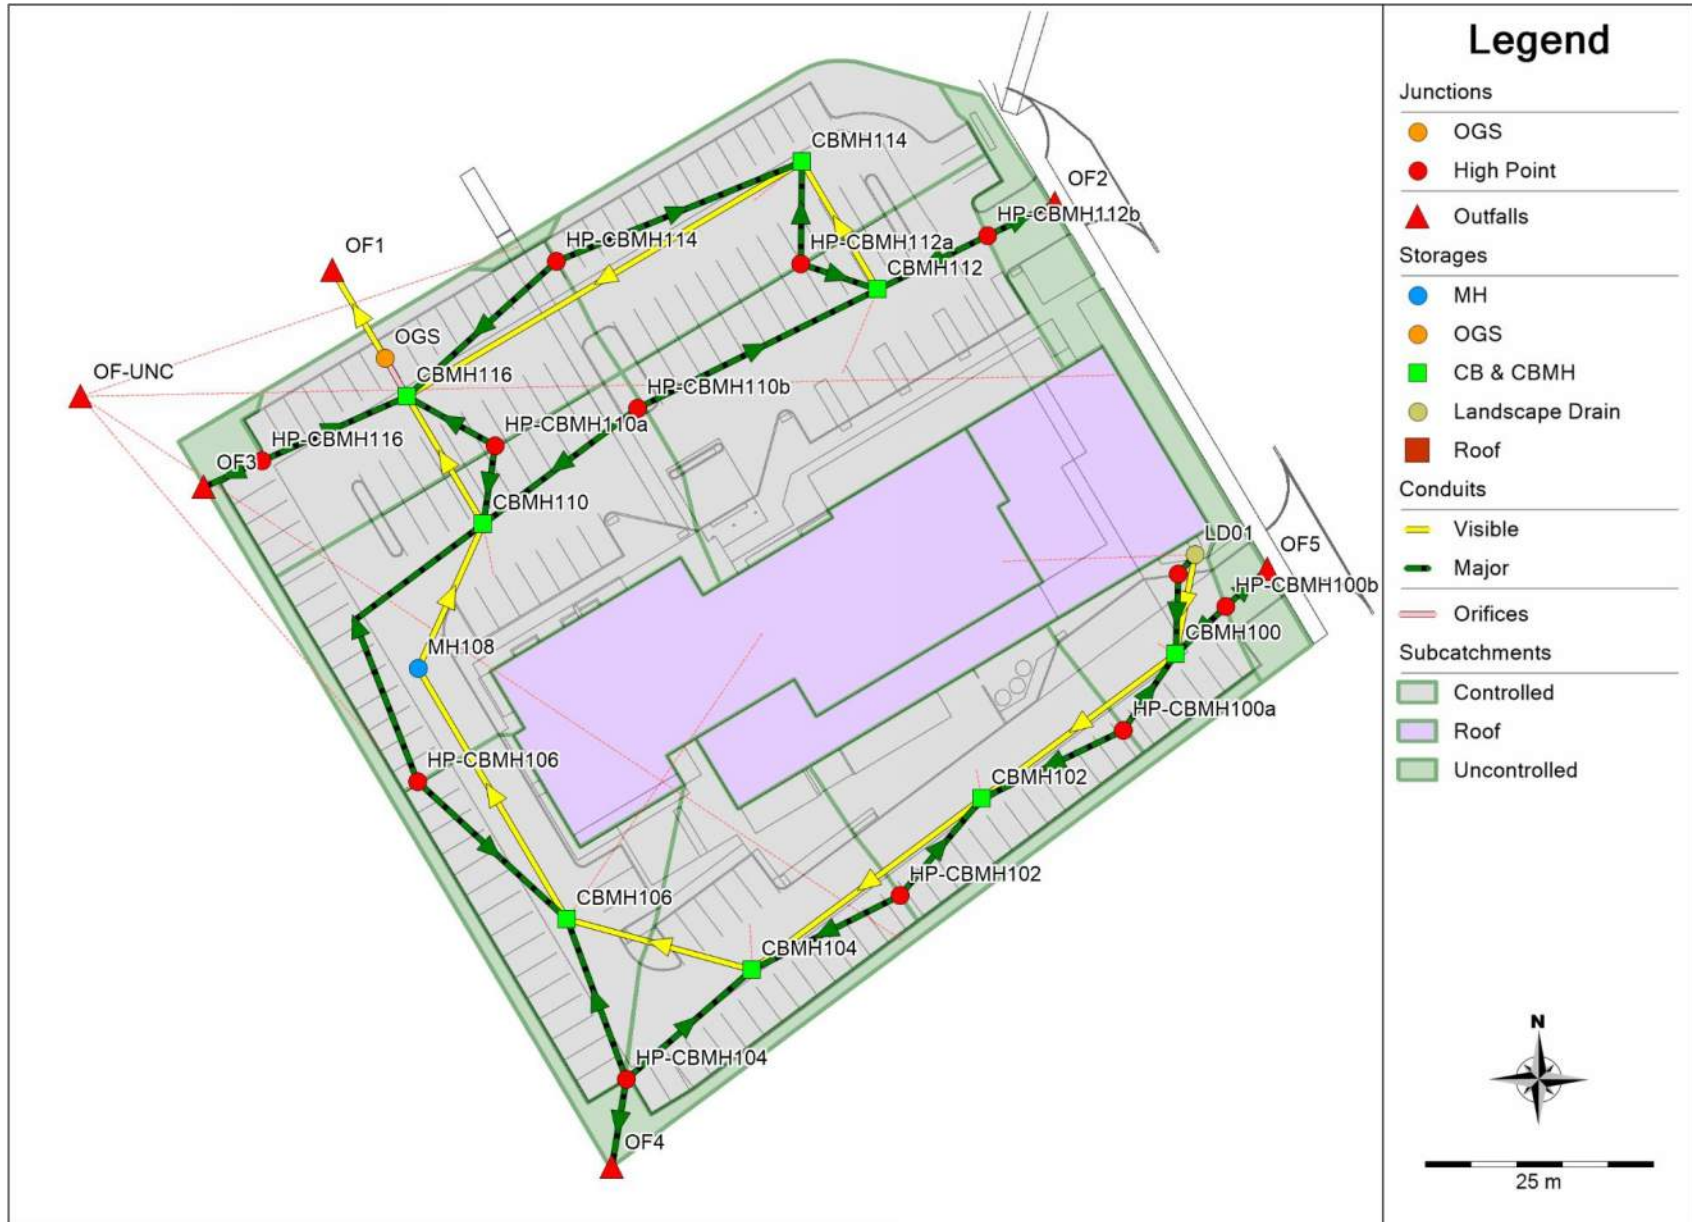 Legend
Junctions
OGS
High Point
Outfalls
Storages
MH
OGS
CB & CBMH
Landscape Drain
Roof
Conduits
Visible
Major
Orifices
Subcatchments
Controlled
Roof
Uncontrolled
N
25 m
CBMH114
OF2
HP-CBMH112b
HP-CBMH114
HP-CBMH112a
OF1
CBMH112
OGS
OF-UNC
CBMH116
HP-CBMH110b
HP-CBMH110a
HP-CBMH116
OF3
CBMH110
LD01
OF5
HP-CBMH100b
CBMH100
MH108
HP-CBMH100a
HP-CBMH106
CBMH102
HP-CBMH102
CBMH106
CBMH104
HP-CBMH104
OF4